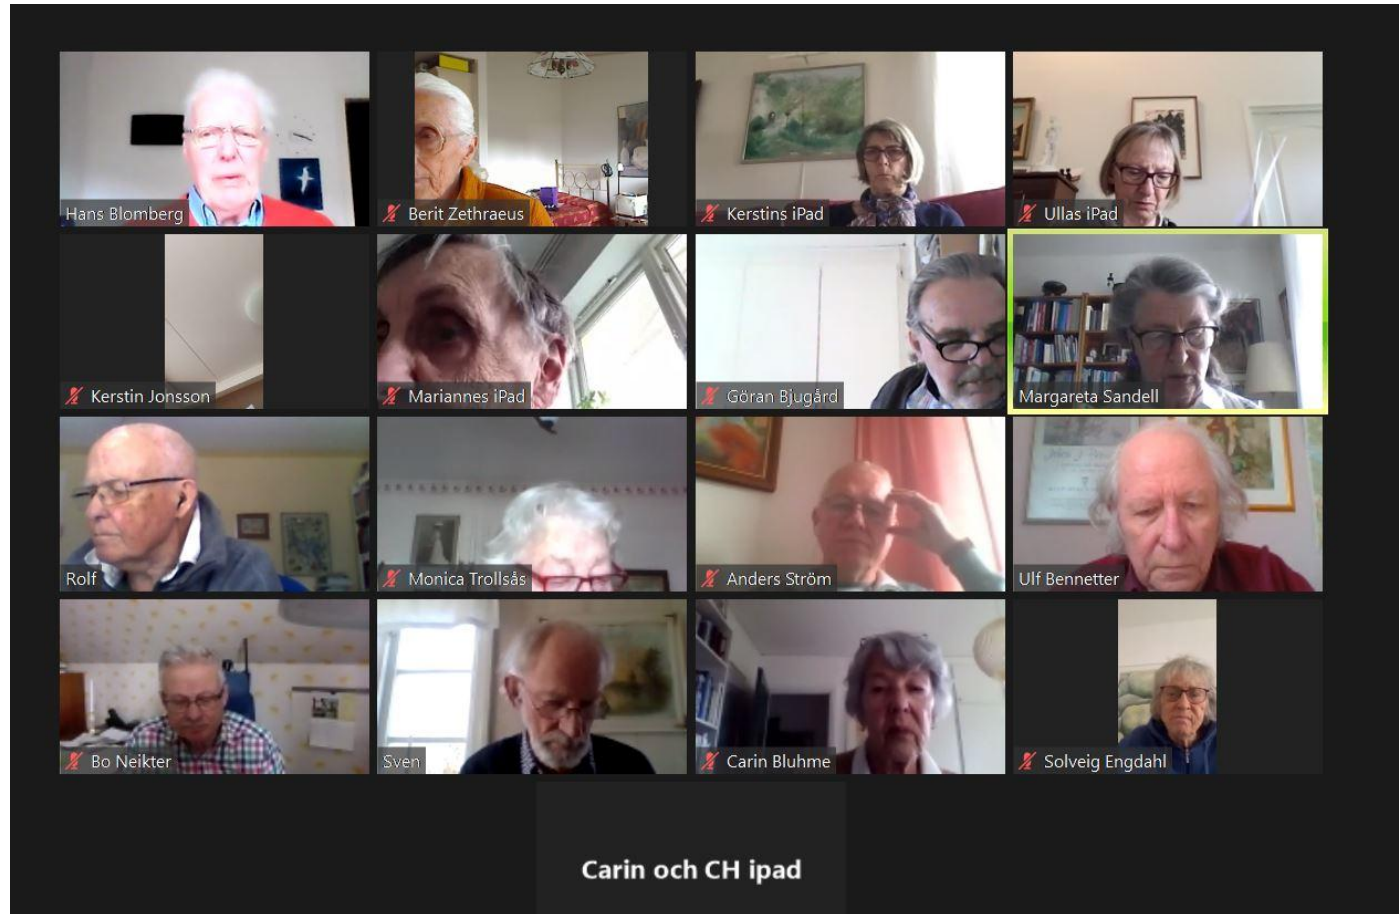 Hans Blomberg
Berit Zethraeus
Kerstins iPad
Ullas iPad
Kerstin Jonsson
Mariannes iPad
Göran Bjugård
Margareta Sandell
Rolf
Monica Trollsås
Anders Ström
Ulf Bennetter
Bo Neikter
Sven
Carin Bluhme
Solveig Engdahl
Carin och CH ipad